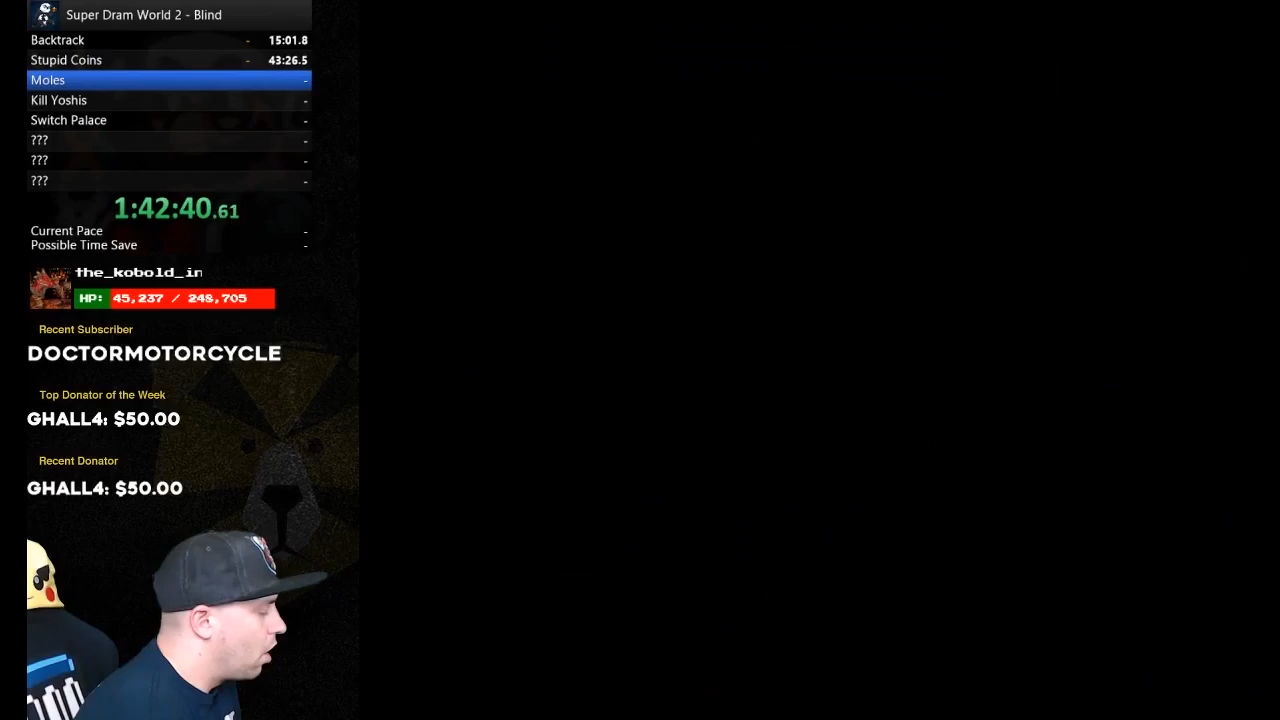 Super Dram World 2 - Blind
Backtrack - 15:01.8
Stupid Coins - 43:26.5
Moles -
Kill Yoshis -
Switch Palace -
??? -
??? -
??? -
1:42:40.61
Current Pace -
Possible Time Save -
the_kobold_in
HP: 45,237 / 248,705
Recent Subscriber
DOCTORMOTORCYCLE
Top Donator of the Week
GHALL4: $50.00
Recent Donator
GHALL4: $50.00